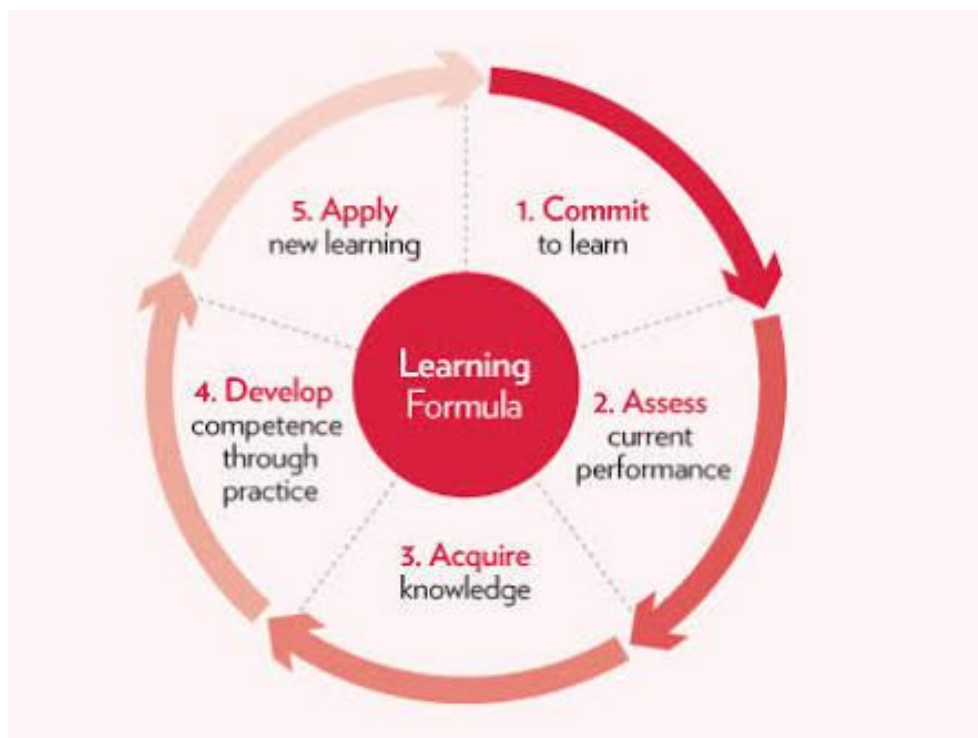 Learning
Formula
1. Commit
to learn
2. Assess
current
performance
3. Acquire
knowledge
4. Develop
competence
through
practice
5. Apply
new learning